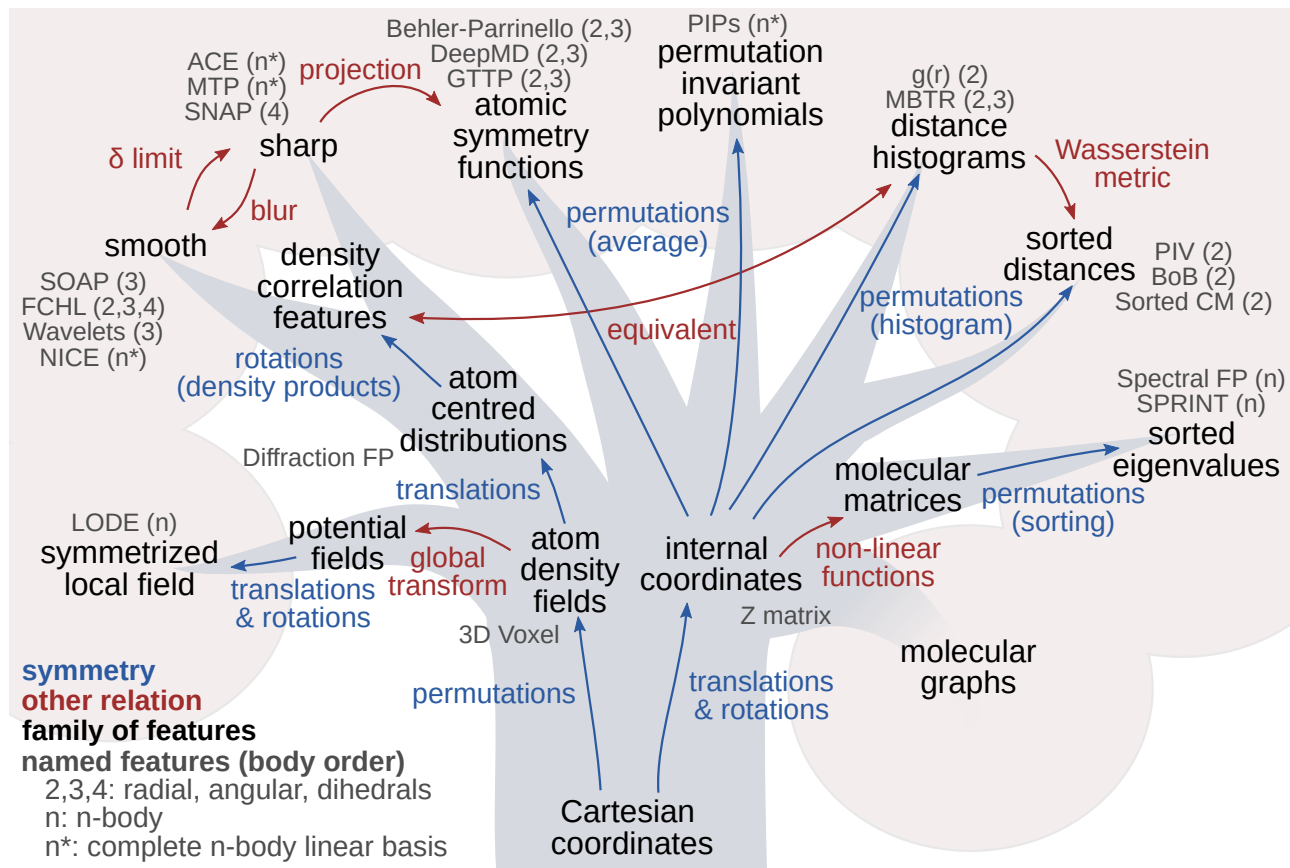 Behler-Parrinello (2,3)
DeepMD (2,3)
GTTP (2,3)
atomic
symmetry
functions
PIPs (n*)
permutation
invariant
polynomials
ACE (n*)
MTP (n*)
SNAP (4)
sharp
projection
g(r) (2)
MBTR (2,3)
distance
histograms
Wasserstein
metric
δ limit
blur
smooth
SOAP (3)
FCHL (2,3,4)
Wavelets (3)
NICE (n*)
density
correlation
features
permutations
(average)
equivalent
permutations
(histogram)
sorted
distances
PIV (2)
BoB (2)
Sorted CM (2)
rotations
(density products)
atom
centred
distributions
Diffraction FP
translations
Spectral FP (n)
SPRINT (n)
sorted
eigenvalues
molecular
matrices
permutations
(sorting)
LODE (n)
symmetrized
local field
potential
fields
translations
& rotations
global
transform
atom
density
fields
3D Voxel
internal
coordinates
non-linear
functions
Z matrix
molecular
graphs
permutations
translations
& rotations
Cartesian
coordinates
symmetry
other relation
family of features
named features (body order)
2,3,4: radial, angular, dihedrals
n: n-body
n*: complete n-body linear basis